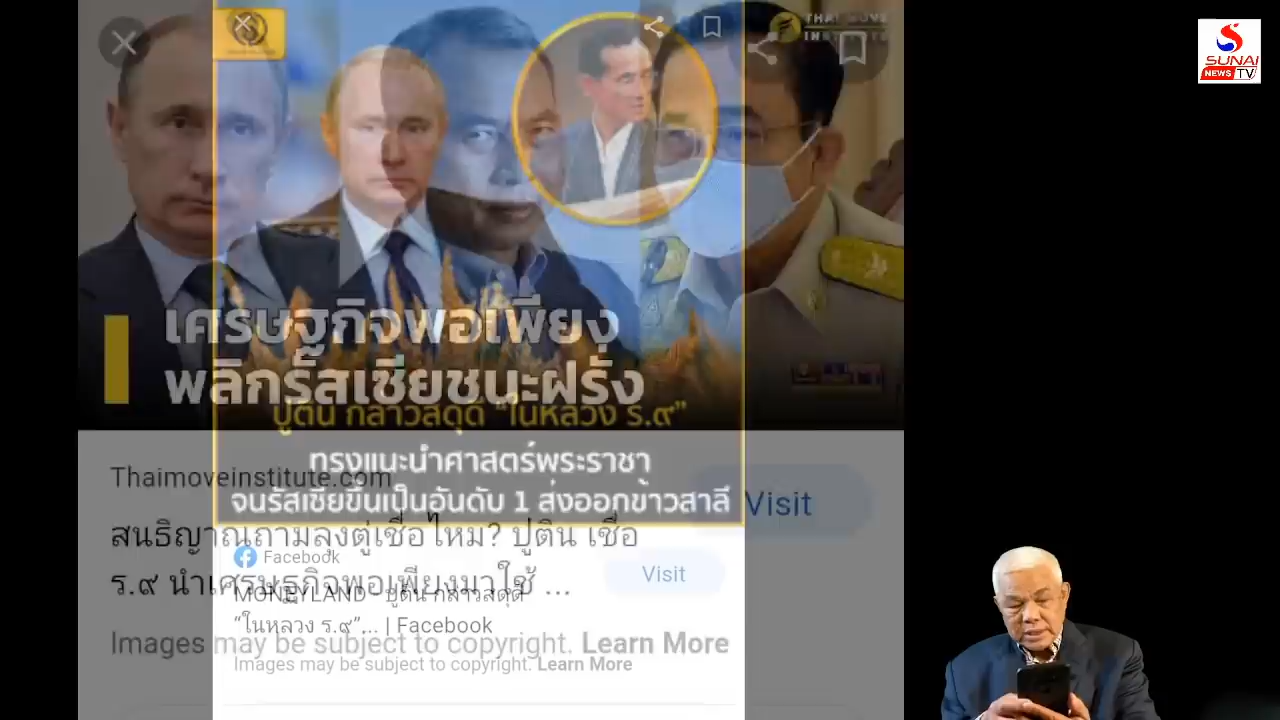 THAI MOVE
INSTITUTE
SUNAI
NEWS TV
เศรษฐกิจพอเพียง
พลิกรัสเซียชนะฝรั่ง
ปูติน กล่าวสดุดี “ในหลวง ร.๙”
ทรงแนะนำศาสตร์พระราชา
จนรัสเซียขึ้นเป็นอันดับ 1 ส่งออกข้าวสาลี
Thaimoveinstitute.com
Visit
สนธิญาณถามลงตู่เชื่อไหม? ปูติน เชื่อ
ร.๙ นำเศรษฐกิจพอเพียงมาใช้ ...
Images may be subject to copyright. Learn More
Facebook
Visit
MONEYLAND - ปูติน กล่าวสดุดี
“ในหลวง ร.๙”,... | Facebook
Images may be subject to copyright. Learn More